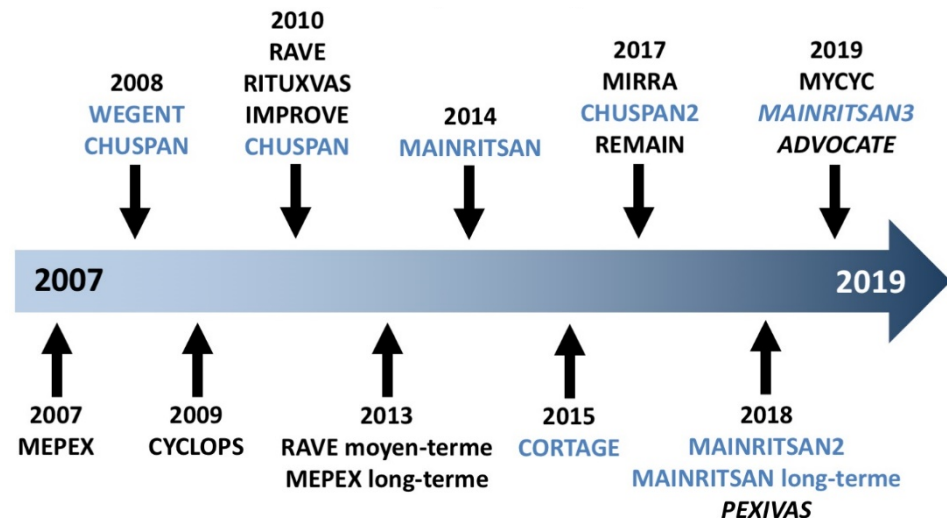 2008
WEGENT
CHUSPAN
2010
RAVE
RITUXVAS
IMPROVE
CHUSPAN
2014
MAINRITSAN
2017
MIRRA
CHUSPAN2
REMAIN
2019
MYCYC
MAINRITSAN3
ADVOCATE
2007
2019
2007
MEPEX
2009
CYCLOPS
2013
RAVE moyen-terme
MEPEX long-terme
2015
CORTAGE
2018
MAINRITSAN2
MAINRITSAN long-terme
PEXIVAS